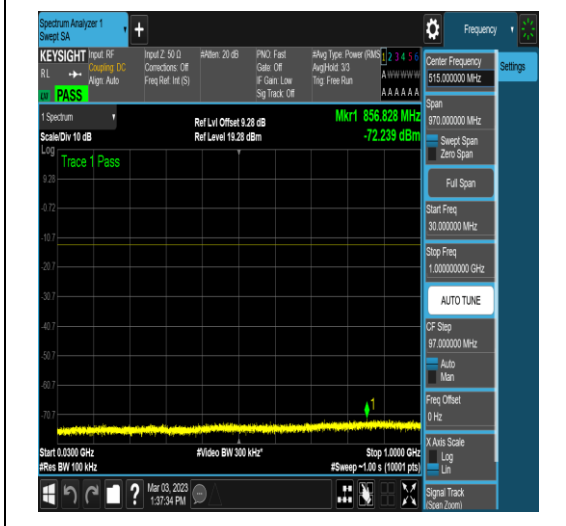 Spectrum Analyzer 1
Swept SA
+
Frequency
KEYSIGHT
RL
Input: RF
Coupling: DC
Align: Auto
Input Z: 50 Ω
Corrections: Off
Freq Ref: Int (S)
#Atten: 20 dB
PNO: Fast
Gate: Off
IF Gain: Low
Sig Track: Off
#Avg Type: Power (RMS
Avg|Hold: 3/3
Trig: Free Run
1 2 3 4 5 6
A W W W W W
A A A A A A
PASS
1 Spectrum
Scale/Div 10 dB
Ref Lvl Offset 9.28 dB
Ref Level 19.28 dBm
Mkr1 856.828 MHz
-72.239 dBm
Log
Trace 1 Pass
9.28
-0.72
-10.7
-20.7
-30.7
-40.7
-50.7
-60.7
-70.7
1
Start 0.0300 GHz
#Res BW 100 kHz
#Video BW 300 kHz*
Stop 1.0000 GHz
#Sweep ~1.00 s (10001 pts)
?
Mar 03, 2023
1:37:34 PM
Center Frequency
515.000000 MHz
Settings
Span
970.000000 MHz
Swept Span
Zero Span
Full Span
Start Freq
30.000000 MHz
Stop Freq
1.000000000 GHz
AUTO TUNE
CF Step
97.000000 MHz
Auto
Man
Freq Offset
0 Hz
X Axis Scale
Log
Lin
Signal Track
(Span Zoom)